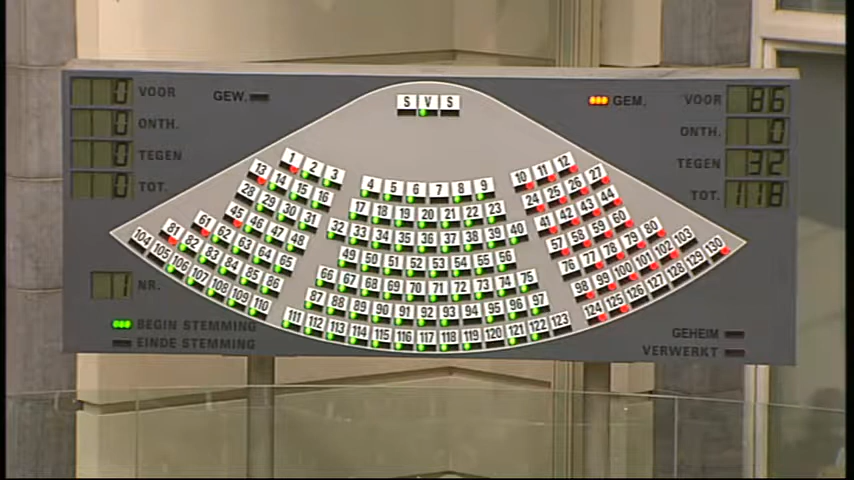 0 VOOR
0 ONTH.
0 TEGEN
0 TOT.
GEW.
S V S
GEM.
VOOR 86
ONTH. 0
TEGEN 32
TOT. 118
1 2 3
4 5 6 7 8 9
10 11 12
13 14 15 16
17 18 19 20 21 22 23
24 25 26 27
28 29 30 31
32 33 34 35 36 37 38 39 40
41 42 43 44
45 46 47 48
49 50 51 52 53 54 55 56
57 58 59 60
61 62 63 64 65
66 67 68 69 70 71 72 73 74 75
76 77 78 79 80
81 82 83 84 85 86
87 88 89 90 91 92 93 94 95 96 97
98 99 100 101 102 103
104 105 106 107 108 109 110
111 112 113 114 115 116 117 118 119 120 121 122 123
124 125 126 127 128 129 130
1 NR.
BEGIN STEMMING
EINDE STEMMING
GEHEIM
VERWERKT